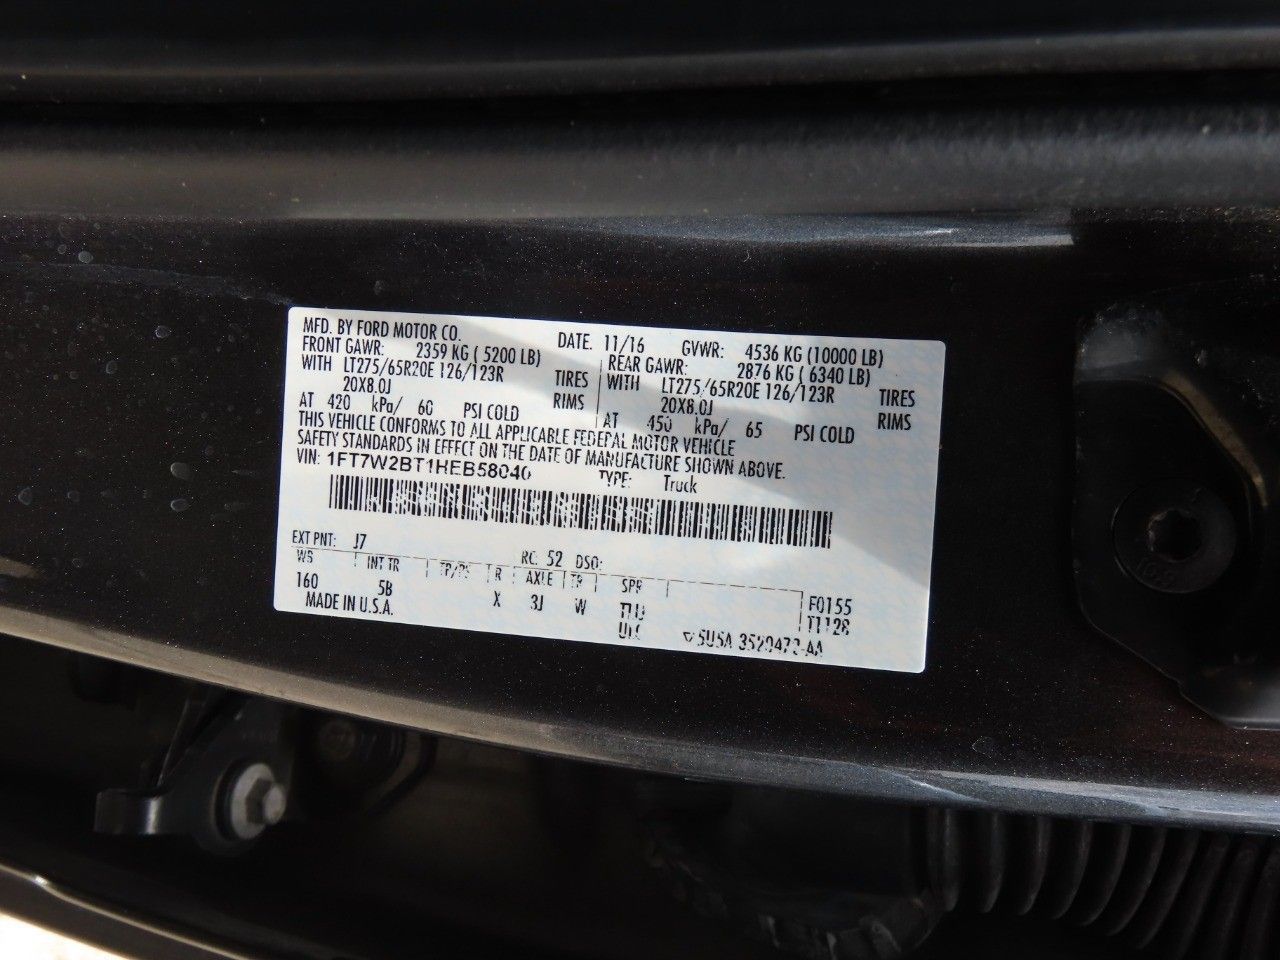 MFD. BY FORD MOTOR CO. DATE. 11/16 GVWR: 4536 KG (10000 LB)
FRONT GAWR: 2359 KG ( 5200 LB) REAR GAWR: 2876 KG ( 6340 LB)
WITH LT275/65R20E 126/123R TIRES WITH LT275/65R20E 126/123R TIRES
20X8.0J RIMS 20X8.0J RIMS
AT 420 kPa/ 60 PSI COLD AT 450 kPa/ 65 PSI COLD
THIS VEHICLE CONFORMS TO ALL APPLICABLE FEDERAL MOTOR VEHICLE
SAFETY STANDARDS IN EFFECT ON THE DATE OF MANUFACTURE SHOWN ABOVE.
VIN: 1FT7W2BT1HEB58040 TYPE: Truck
EXT PNT: J7 RC: 52 DSO:
WB INT TR TP/PS R AXLE TR SPR
160 5B X 3J W TLU F0155
MADE IN U.S.A. ULC T1128
5U5A-3520472-AA